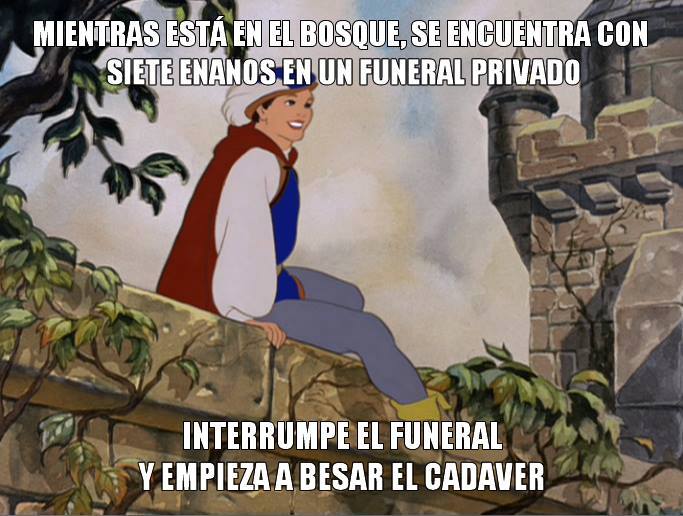 MIENTRAS ESTÁ EN EL BOSQUE, SE ENCUENTRA CON
SIETE ENANOS EN UN FUNERAL PRIVADO
INTERRUMPE EL FUNERAL
Y EMPIEZA A BESAR EL CADAVER